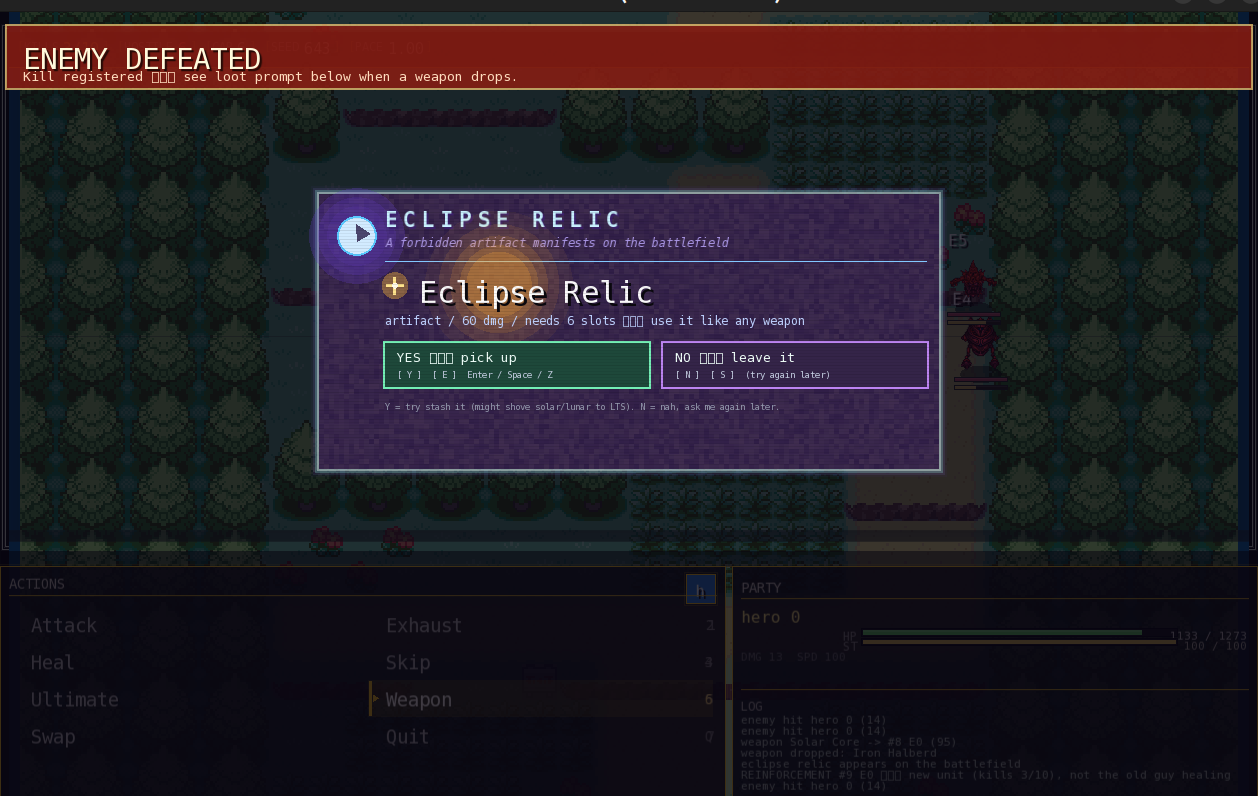 ENEMY DEFEATED
Kill registered □□□ see loot prompt below when a weapon drops.
ECLIPSE RELIC
A forbidden artifact manifests on the battlefield
Eclipse Relic
artifact / 60 dmg / needs 6 slots □□□ use it like any weapon
YES □□□ pick up
[Y] [E] Enter / Space / Z
NO □□□ leave it
[N] [S] (try again later)
Y = try stash it (might shove solar/lunar to LTS). N = nah, ask me again later.
E5
E4
ACTIONS
h
Attack
Exhaust
Heal
Skip
Ultimate
Weapon 6
Swap
Quit Q
PARTY
hero 0
HP 1133 / 1273
ST 100 / 100
DMG 13 SPD 100
LOG
enemy hit hero 0 (14)
enemy hit hero 0 (14)
weapon Solar Core -> #8 E0 (95)
weapon dropped: Iron Halberd
eclipse relic appears on the battlefield
REINFORCEMENT #9 E0 □□□ new unit (kills 3/10), not the old guy healing
enemy hit hero 0 (14)